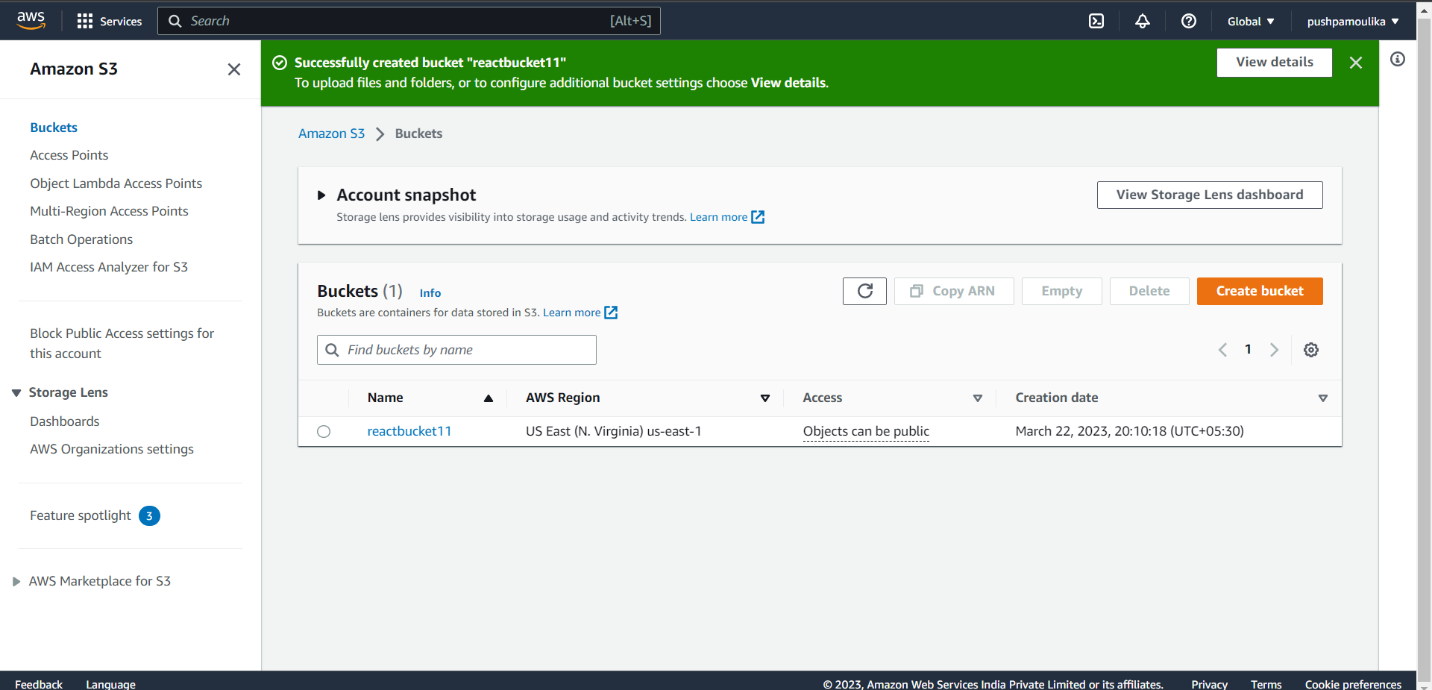 aws
Services
Search [Alt+S]
Global
pushpamoulika
Amazon S3
Buckets
Access Points
Object Lambda Access Points
Multi-Region Access Points
Batch Operations
IAM Access Analyzer for S3
Block Public Access settings for
this account
Storage Lens
Dashboards
AWS Organizations settings
Feature spotlight 3
AWS Marketplace for S3
Successfully created bucket "reactbucket11"
To upload files and folders, or to configure additional bucket settings choose View details.
View details
Amazon S3 Buckets
Account snapshot
Storage lens provides visibility into storage usage and activity trends. Learn more
View Storage Lens dashboard
Buckets (1) Info
Buckets are containers for data stored in S3. Learn more
Copy ARN
Empty
Delete
Create bucket
Find buckets by name
1
Name AWS Region Access Creation date
reactbucket11 US East (N. Virginia) us-east-1 Objects can be public March 22, 2023, 20:10:18 (UTC+05:30)
Feedback Language © 2023, Amazon Web Services India Private Limited or its affiliates. Privacy Terms Cookie preferences